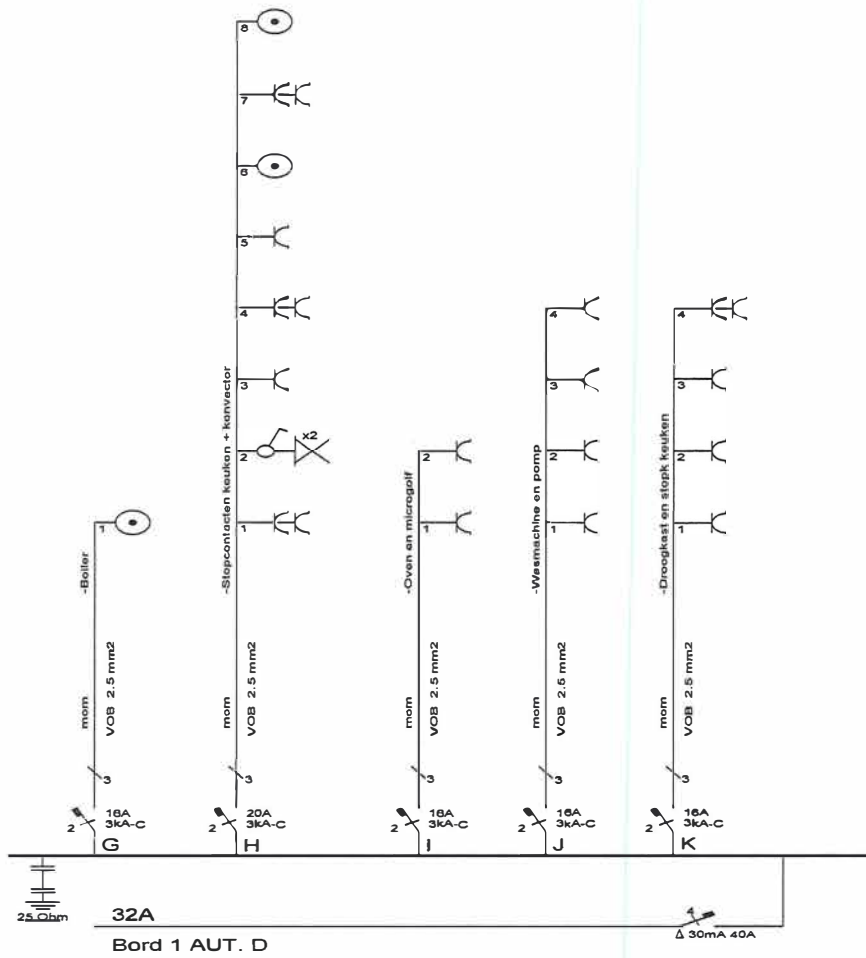 8
7
6
5
4
3
x2
2
1
-Stopcontacten keuken + konvector
mom
VOB 2.5 mm2
3
20A
3kA-C
2
H
1
-Boiler
mom
VOB 2.5 mm2
3
16A
3kA-C
2
G
2
1
-Oven en microgolf
mom
VOB 2.5 mm2
3
16A
3kA-C
2
I
4
3
2
1
-Wasmachine en pomp
mom
VOB 2.5 mm2
3
16A
3kA-C
2
J
4
3
2
1
-Droogkast en stopk keuken
mom
VOB 2.5 mm2
3
16A
3kA-C
2
K
25 Ohm
32A
4
Δ 30mA 40A
Bord 1 AUT. D